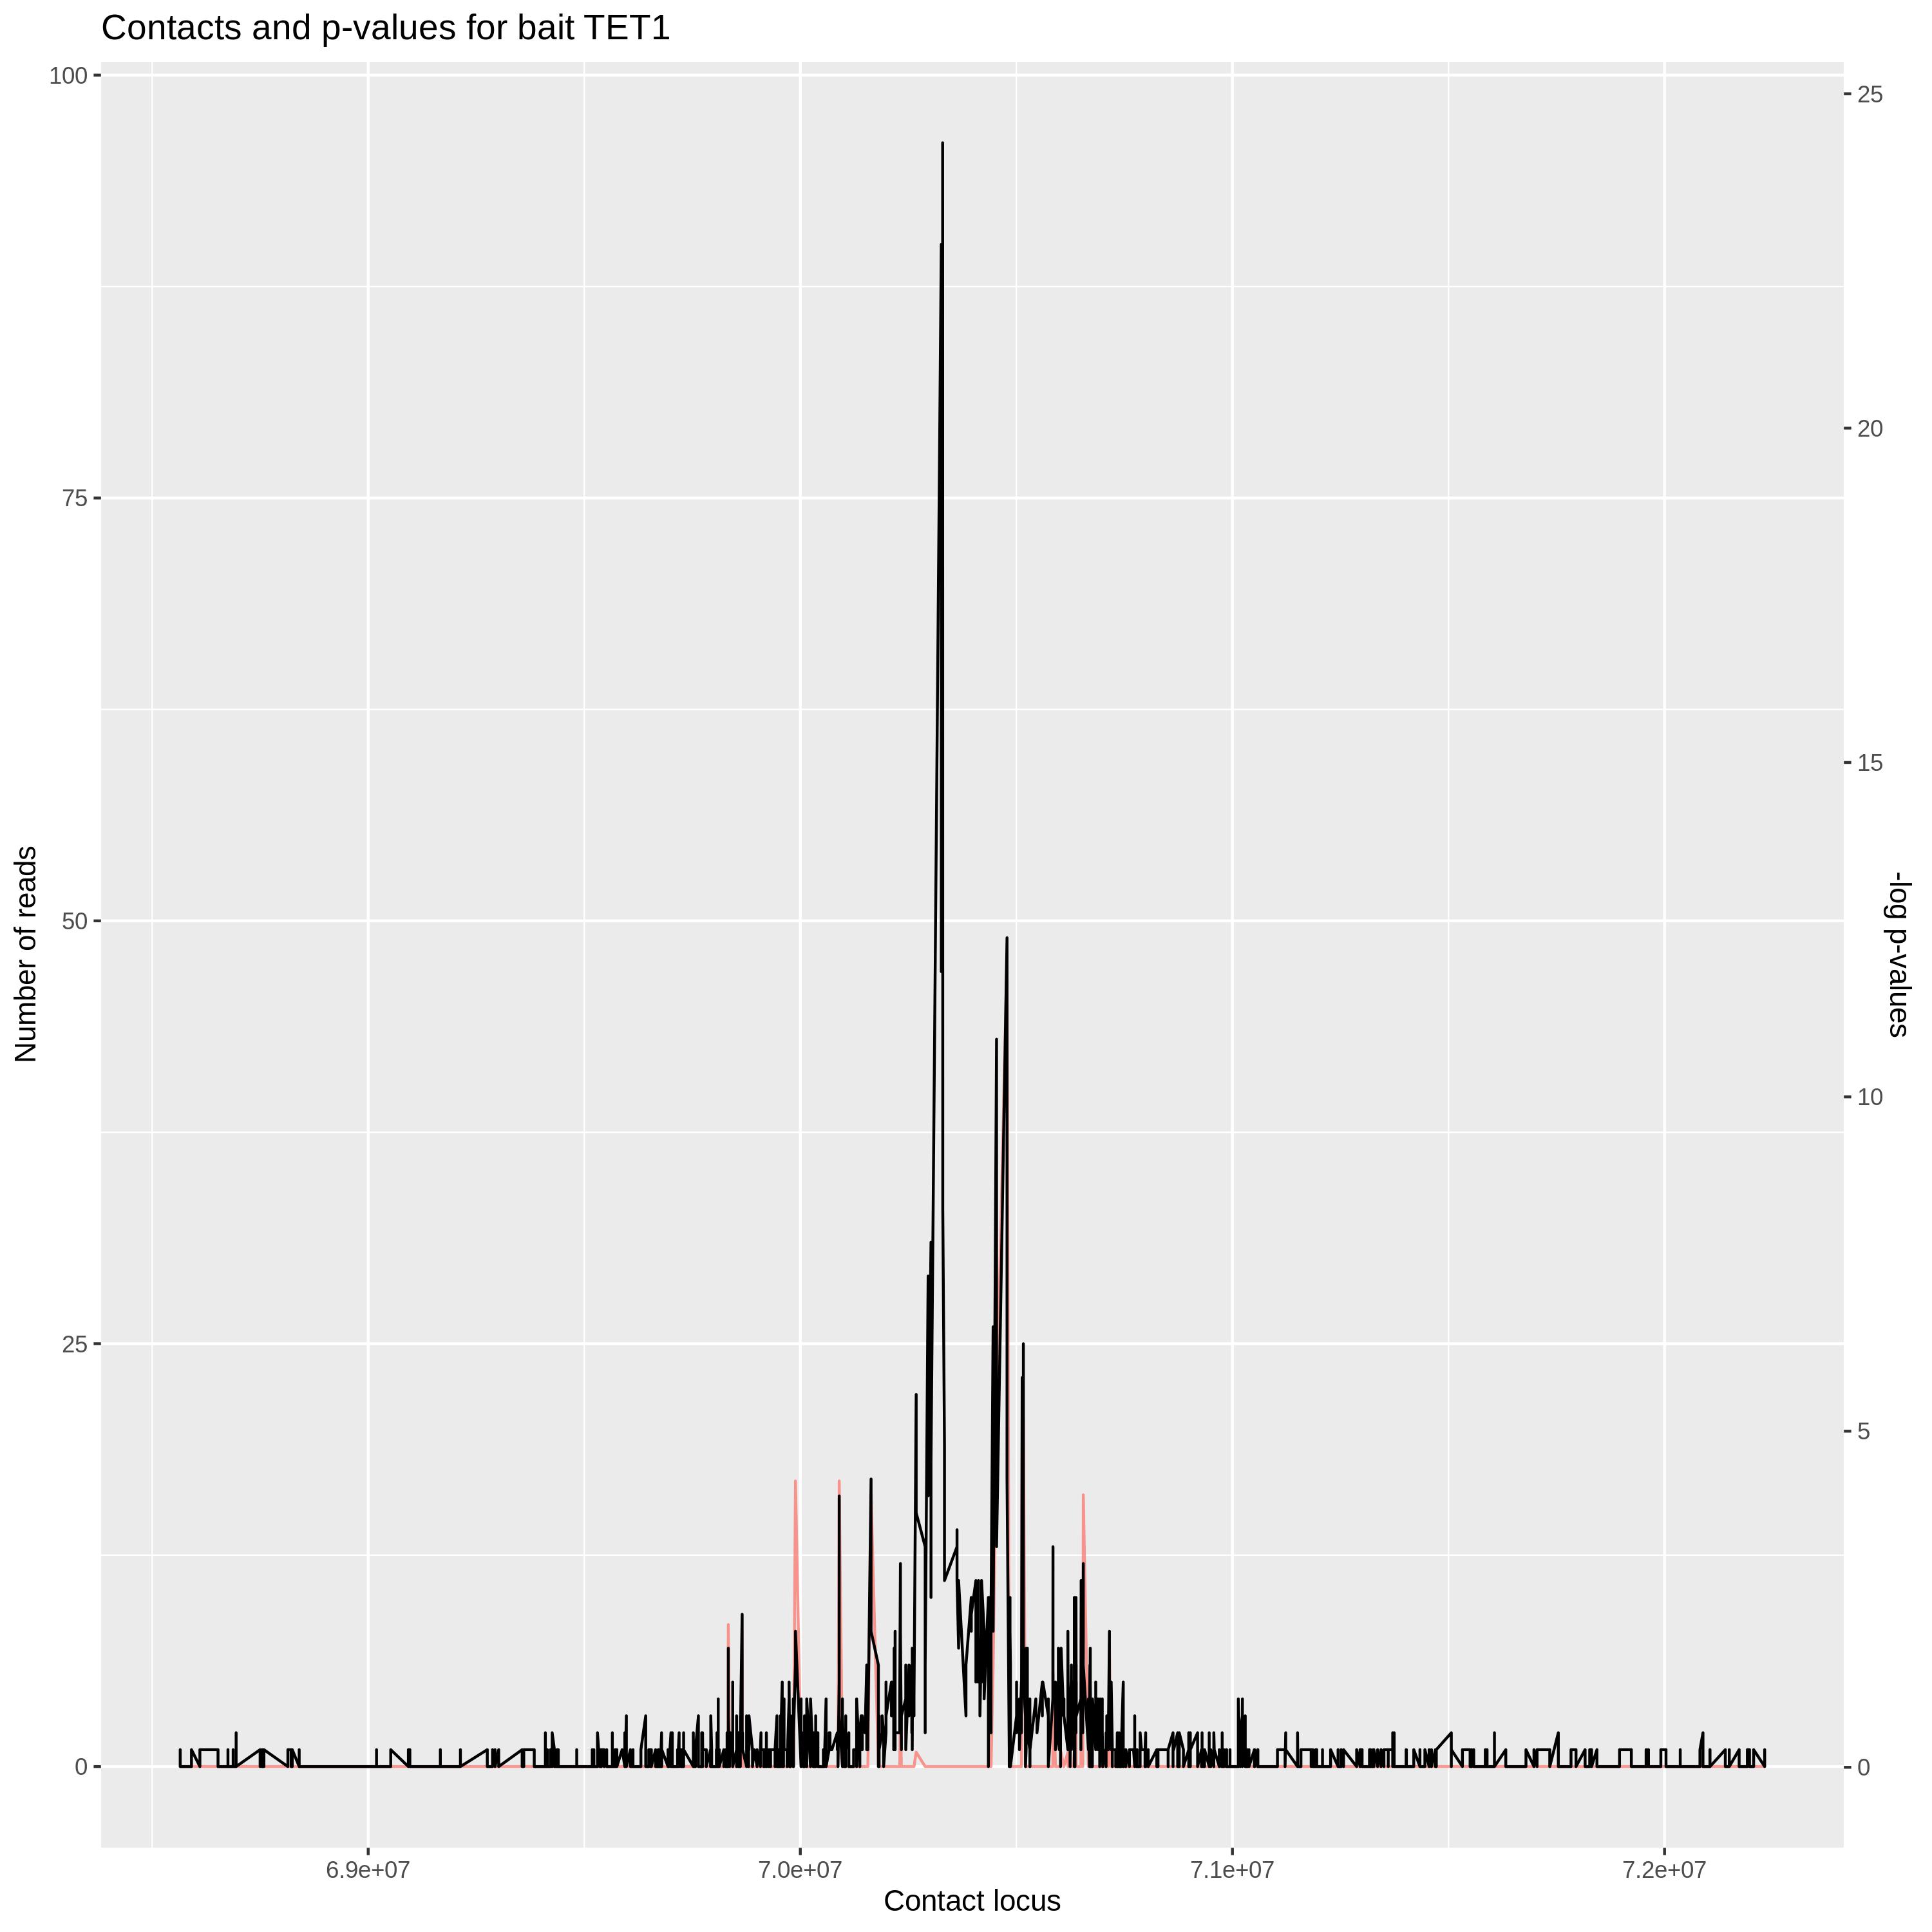 Contacts and p-values for bait TET1
100
75
50
25
0
Number of reads
25
20
15
10
5
0
-log p-values
6.9e+07
7.0e+07
7.1e+07
7.2e+07
Contact locus